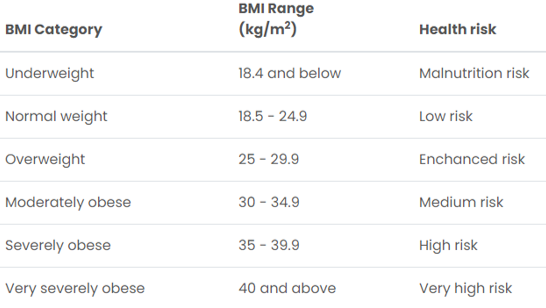 BMI Category BMI Range (kg/m²) Health risk
Underweight 18.4 and below Malnutrition risk
Normal weight 18.5 - 24.9 Low risk
Overweight 25 - 29.9 Enchanced risk
Moderately obese 30 - 34.9 Medium risk
Severely obese 35 - 39.9 High risk
Very severely obese 40 and above Very high risk